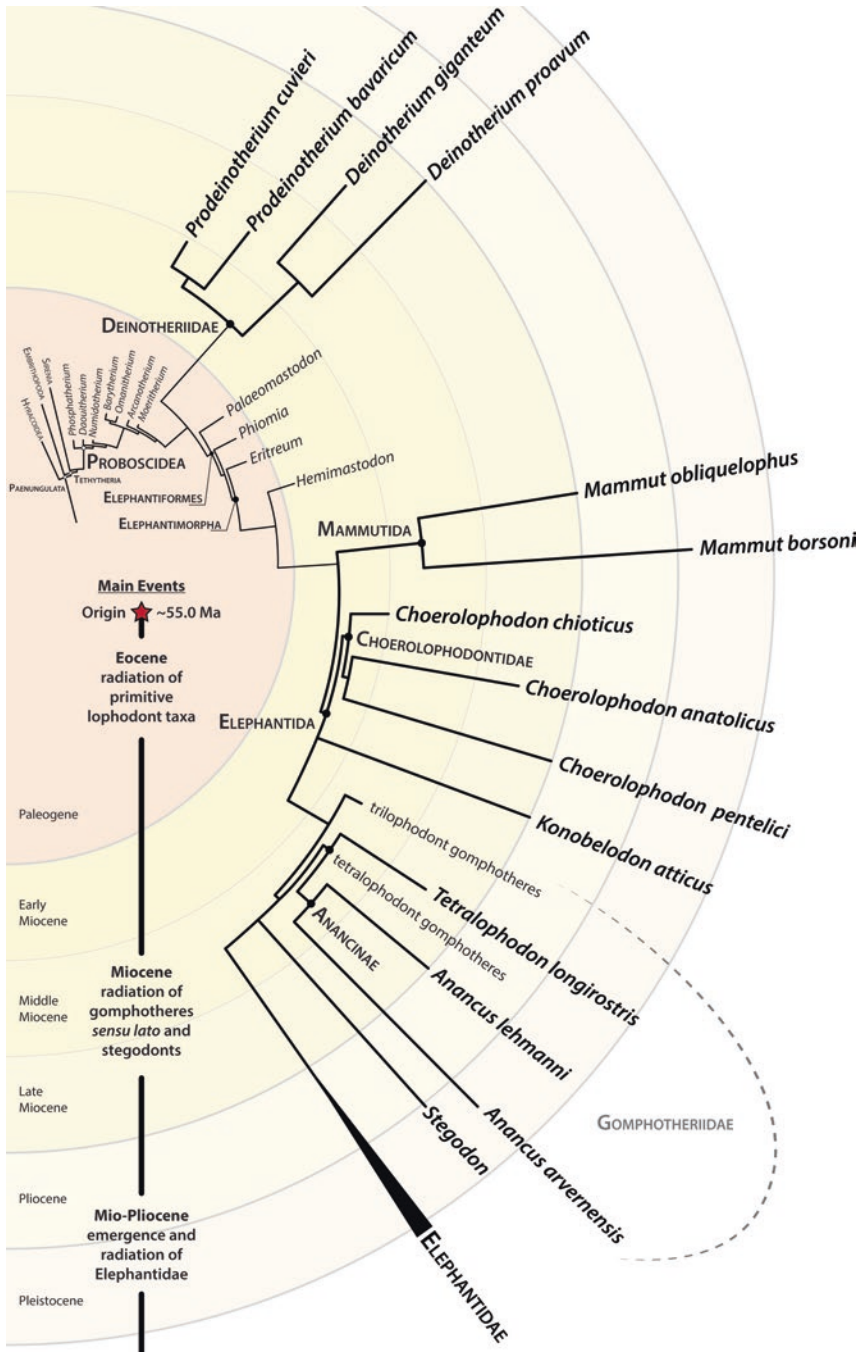 Prodeinotherium cuvieri
Prodeinotherium bavaricum
Deinotherium giganteum
Deinotherium proavum
DEINOTHERIIDAE
HYRACOIDEA
EMBRITHOPODA
SIRENIA
Phosphatherium
Daouitherium
Numidotherium
Barytherium
Omanitherium
Arcanotherium
Moeritherium
PROBOSCIDEA
TETHYTHERIA
PAENUNGULATA
Palaeomastodon
Phiomia
Eritreum
Hemimastodon
ELEPHANTIFORMES
ELEPHANTIMORPHA
MAMMUTIDA
Mammut obliquelophus
Mammut borsoni
Main Events
Origin ~55.0 Ma
Eocene
radiation of
primitive
lophodont taxa
Choerolophodon chioticus
CHOEROLOPHODONTIDAE
Choerolophodon anatolicus
ELEPHANTIDA
Choerolophodon pentelici
Konobelodon atticus
trilophodont gomphotheres
tetralophodont gomphotheres
Tetralophodon longirostris
ANANCINAE
Anancus lehmanni
Anancus arvernensis
Stegodon
ELEPHANTIDAE
GOMPHOTHERIIDAE
Paleogene
Early
Miocene
Middle
Miocene
Miocene
radiation of
gomphotheres
sensu lato and
stegodonts
Late
Miocene
Pliocene
Mio-Pliocene
emergence and
radiation of
Elephantidae
Pleistocene